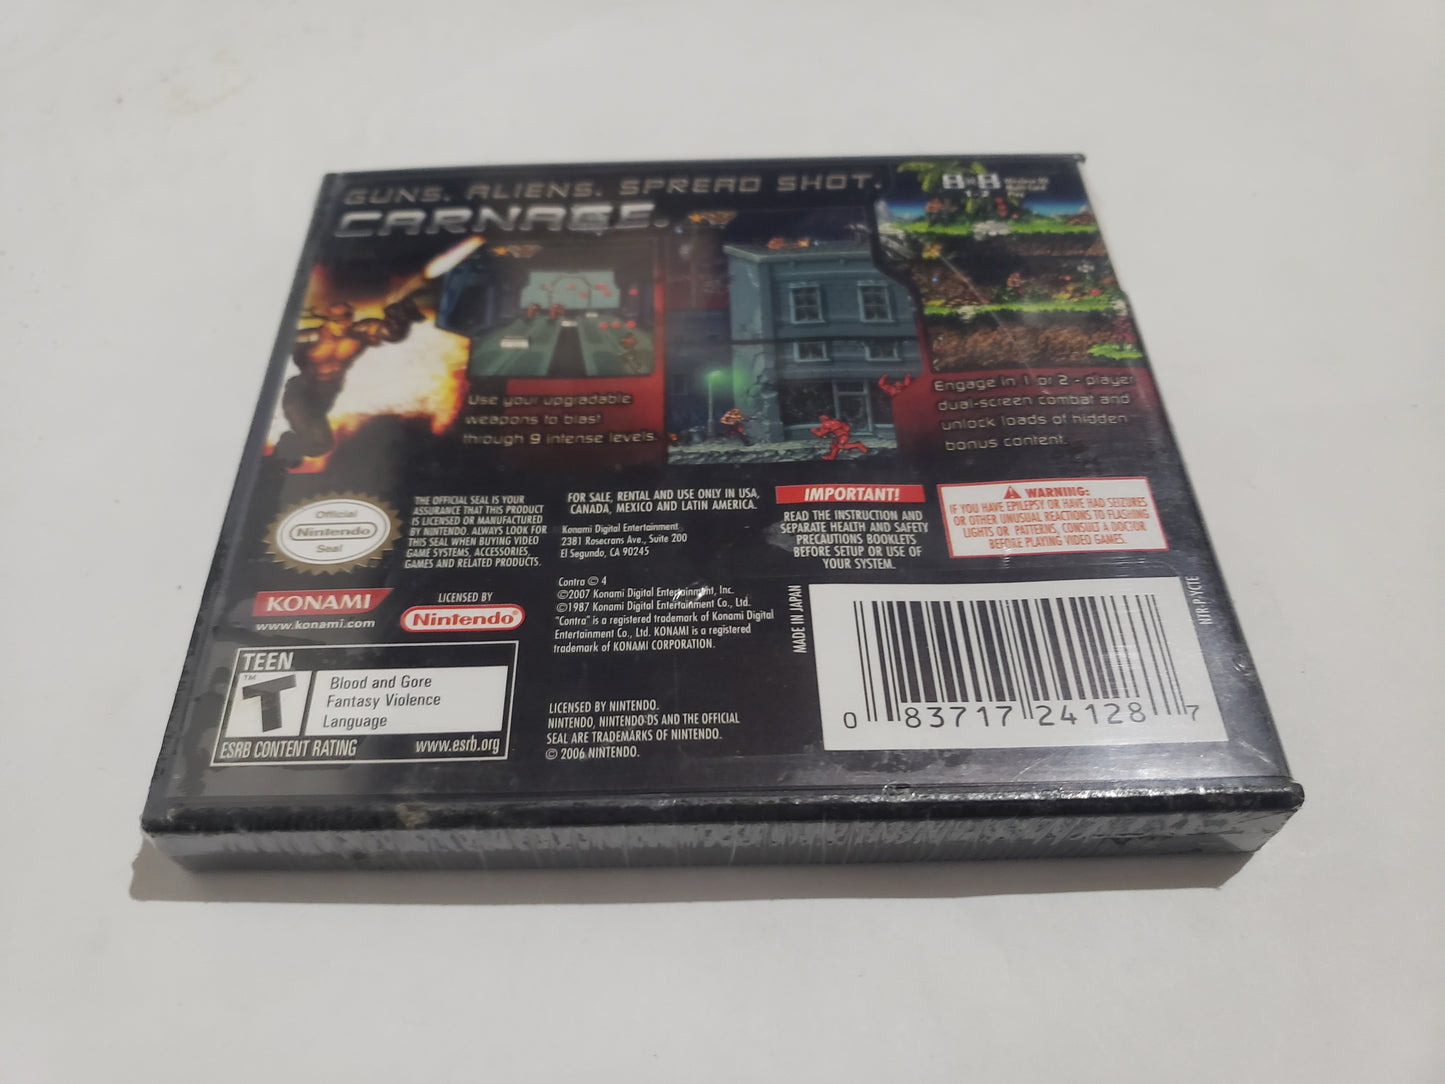 GUNS. ALIENS. SPREAD SHOT.
CARNAGE.
Use your upgradable
weapons to blast
through 9 intense levels.
Engage in 1 or 2 - player
dual-screen combat and
unlock loads of hidden
bonus content.
Official
Nintendo
Seal
THE OFFICIAL SEAL IS YOUR
ASSURANCE THAT THIS PRODUCT
IS LICENSED OR MANUFACTURED
BY NINTENDO. ALWAYS LOOK FOR
THIS SEAL WHEN BUYING VIDEO
GAME SYSTEMS, ACCESSORIES,
GAMES AND RELATED PRODUCTS.
FOR SALE, RENTAL AND USE ONLY IN USA,
CANADA, MEXICO AND LATIN AMERICA.
Konami Digital Entertainment
2381 Rosecrans Ave., Suite 200
El Segundo, CA 90245
IMPORTANT!
READ THE INSTRUCTION AND
SEPARATE HEALTH AND SAFETY
PRECAUTIONS BOOKLETS
BEFORE SETUP OR USE OF
YOUR SYSTEM.
WARNING:
IF YOU HAVE EPILEPSY OR HAVE HAD SEIZURES
OR OTHER UNUSUAL REACTIONS TO FLASHING
LIGHTS OR PATTERNS, CONSULT A DOCTOR
BEFORE PLAYING VIDEO GAMES.
KONAMI
www.konami.com
LICENSED BY
Nintendo®
Contra © 4
©2007 Konami Digital Entertainment, Inc.
©1987 Konami Digital Entertainment Co., Ltd.
"Contra" is a registered trademark of Konami Digital
Entertainment Co., Ltd. KONAMI is a registered
trademark of KONAMI CORPORATION.
MADE IN JAPAN
NTR-P-YCTE
TEEN
T
TM
Blood and Gore
Fantasy Violence
Language
ESRB CONTENT RATING www.esrb.org
LICENSED BY NINTENDO.
NINTENDO, NINTENDO DS AND THE OFFICIAL
SEAL ARE TRADEMARKS OF NINTENDO.
© 2006 NINTENDO.
0 83717 24128 7